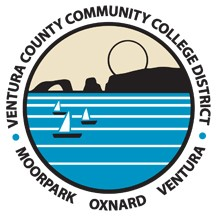 VENTURA COUNTY COMMUNITY COLLEGE DISTRICT
• MOORPARK OXNARD VENTURA •